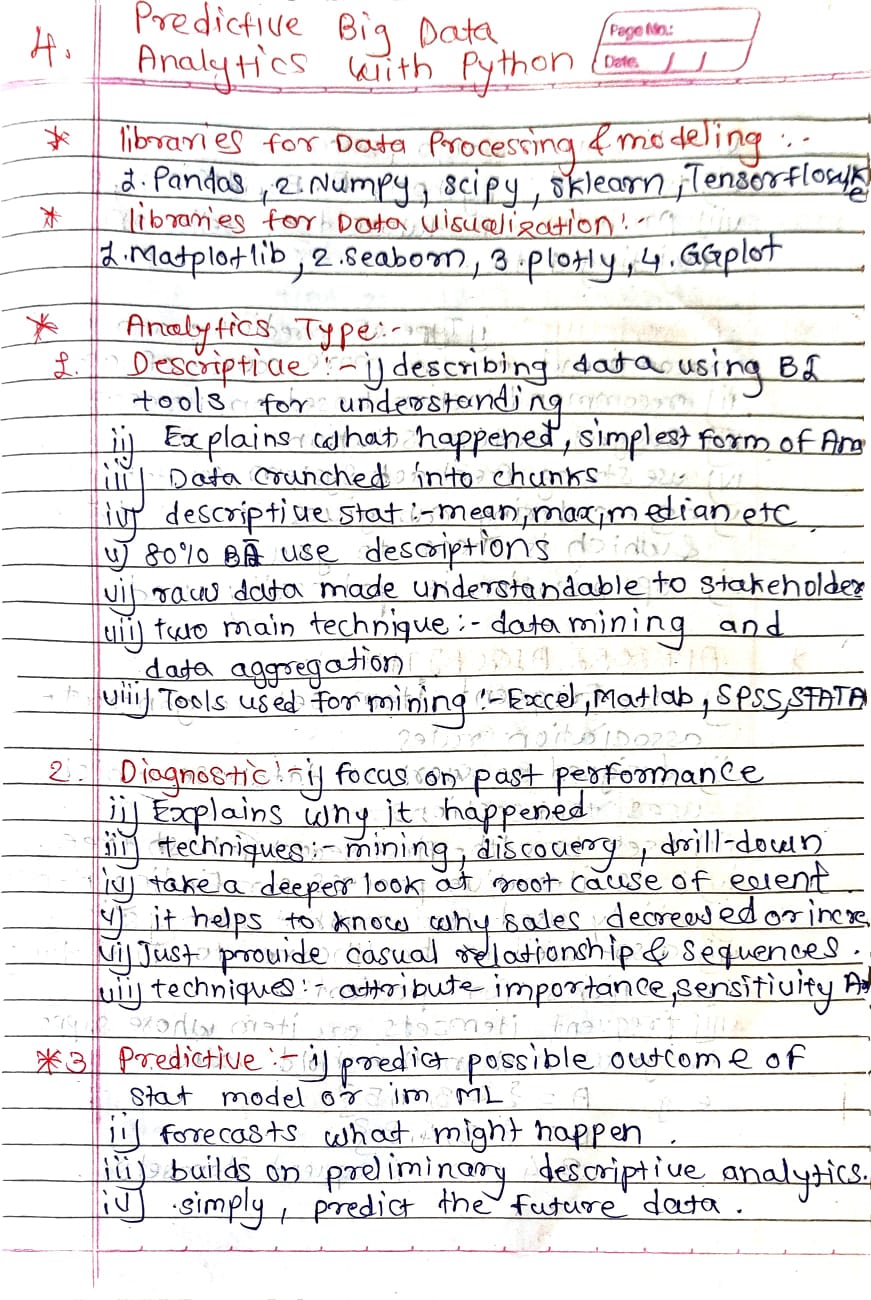 4. Predictive Big Data
Analytics With Python
Page No.:
Date / /
* libraries for Data Processing & modeling :-
1. Pandas, 2. Numpy, scipy, sklearn, Tensorflow,
* libraries for Data Visualization:-
1. Matplotlib, 2. Seaborn, 3. plotly, 4. GGplot
* Analytics Type:-
1. Descriptive :- i) describing data using BI
tools for understanding
ii) Explains what happened, simplest form of Ana
iii) Data crunched into chunks
iv) descriptive stat :- mean, max, median etc
v) 80% BA use descriptions
vi) raw data made understandable to stakeholder
vii) two main technique :- data mining and
data aggregation
viii) Tools used for mining :- Excel, Matlab, SPSS, STATA
2. Diagnostic :- i) focus on past performance
ii) Explains why it happened
iii) techniques :- mining, discovery, drill-down
iv) take a deeper look at root cause of event
v) it helps to know why sales decreased or incre
vi) Just provide casual relationship & sequences.
vii) techniques :- attribute importance, sensitivity An
*3 Predictive :- i) predict possible outcome of
stat model or im ML
ii) forecasts what might happen.
iii) builds on preliminary descriptive analytics.
iv) simply, predict the future data.